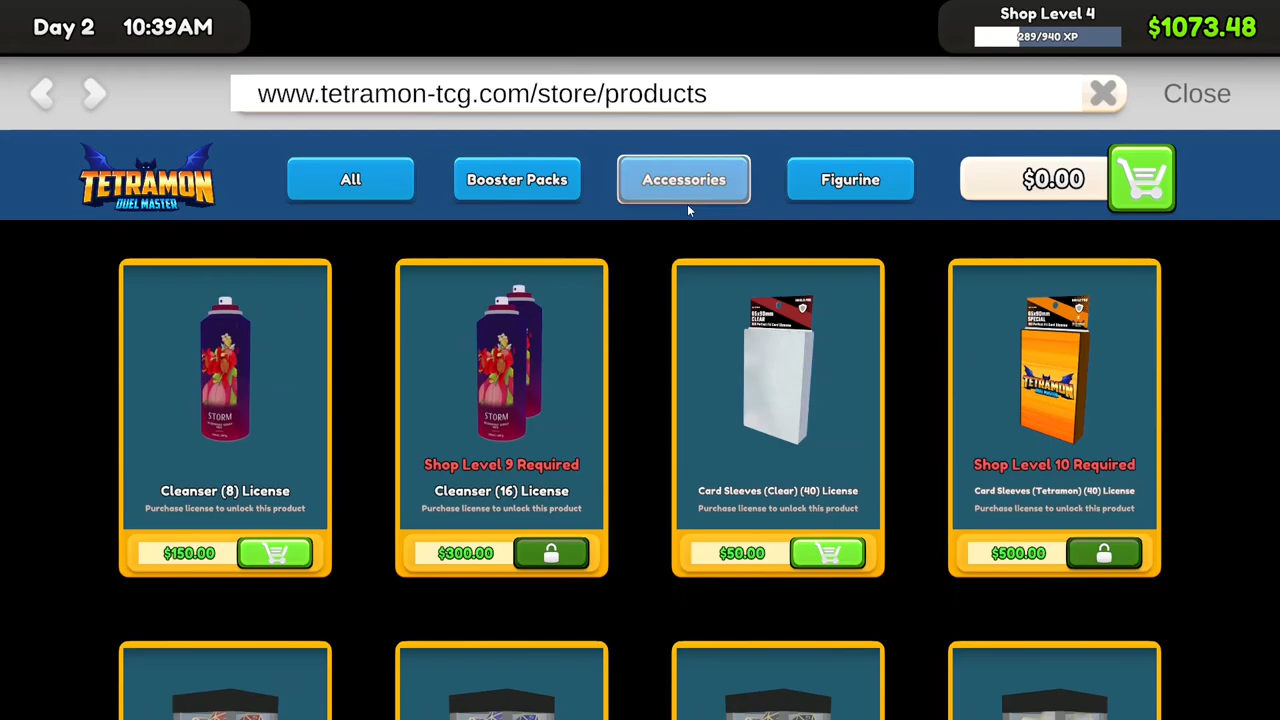 Day 2 10:39AM
Shop Level 4
289/940 XP
$1073.48
www.tetramon-tcg.com/store/products
Close
TETRAMON
DUEL MASTER
All
Booster Packs
Accessories
Figurine
$0.00
STORM
STORM
CLEAR
SPECIAL
TETRAMON
Shop Level 9 Required
Shop Level 10 Required
Cleanser (8) License
Cleanser (16) License
Card Sleeves (Clear) (40) License
Card Sleeves (Tetramon) (40) License
Purchase license to unlock this product
Purchase license to unlock this product
Purchase license to unlock this product
Purchase license to unlock this product
$150.00
$300.00
$50.00
$500.00